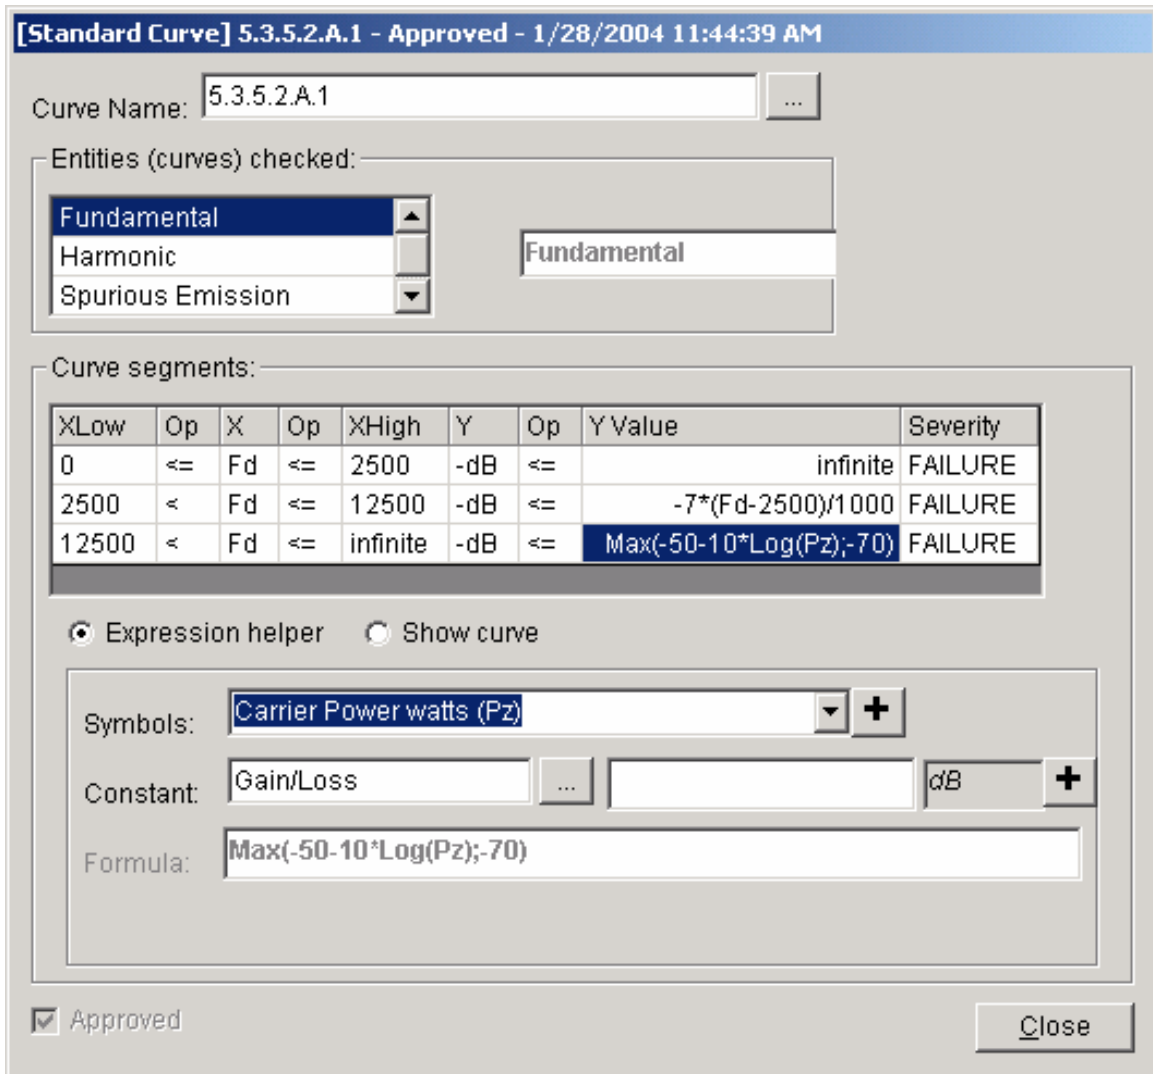 [Standard Curve] 5.3.5.2.A.1 - Approved - 1/28/2004 11:44:39 AM
Curve Name: 5.3.5.2.A.1 ...
Entities (curves) checked:
Fundamental
Harmonic
Spurious Emission
Fundamental
Curve segments:
XLow Op X Op XHigh Y Op Y Value Severity
0 <= Fd <= 2500 -dB <= infinite FAILURE
2500 < Fd <= 12500 -dB <= -7*(Fd-2500)/1000 FAILURE
12500 < Fd <= infinite -dB <= Max(-50-10*Log(Pz);-70) FAILURE
Expression helper Show curve
Symbols: Carrier Power watts (Pz) +
Constant: Gain/Loss ... dB +
Formula: Max(-50-10*Log(Pz);-70)
Approved Close